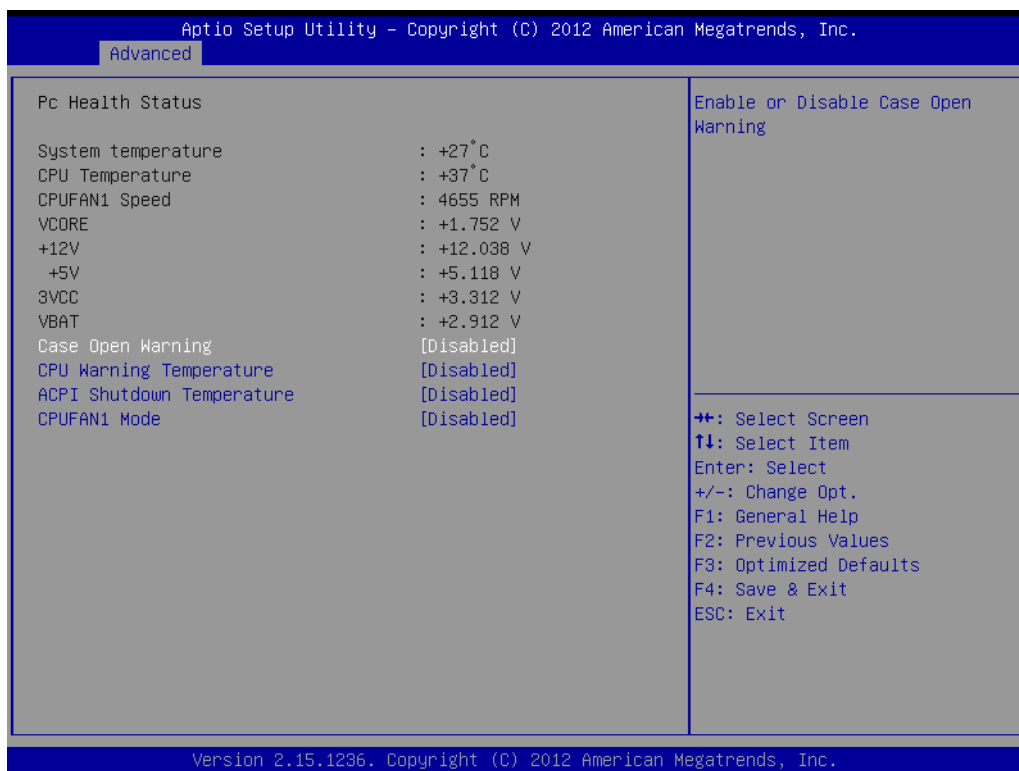 Aptio Setup Utility – Copyright (C) 2012 American Megatrends, Inc.
Advanced
Pc Health Status
System temperature : +27°C
CPU Temperature : +37°C
CPUFAN1 Speed : 4655 RPM
VCORE : +1.752 V
+12V : +12.038 V
+5V : +5.118 V
3VCC : +3.312 V
VBAT : +2.912 V
Case Open Warning [Disabled]
CPU Warning Temperature [Disabled]
ACPI Shutdown Temperature [Disabled]
CPUFAN1 Mode [Disabled]
Enable or Disable Case Open
Warning
→←: Select Screen
↑↓: Select Item
Enter: Select
+/-: Change Opt.
F1: General Help
F2: Previous Values
F3: Optimized Defaults
F4: Save & Exit
ESC: Exit
Version 2.15.1236. Copyright (C) 2012 American Megatrends, Inc.